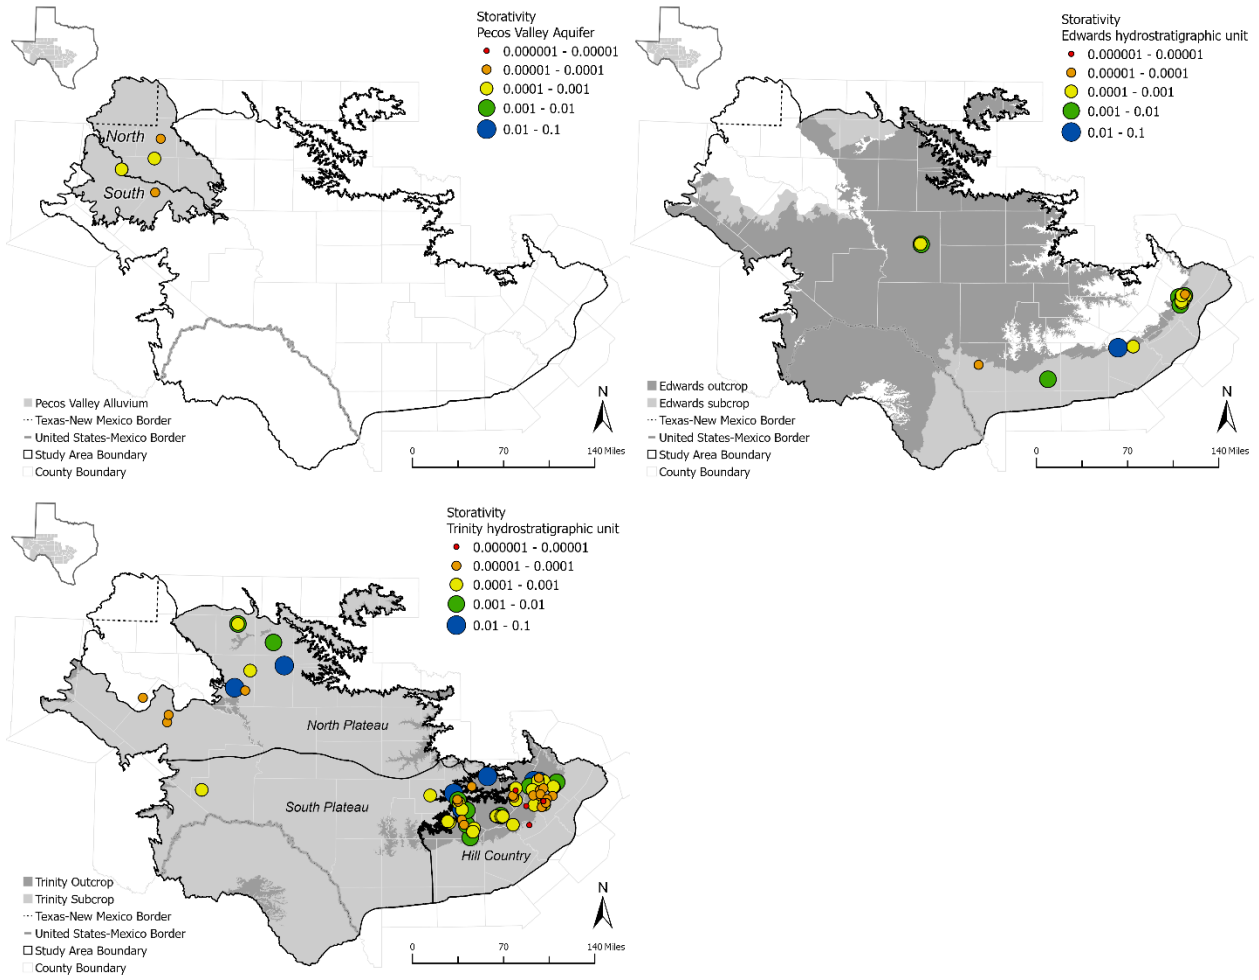 Storativity
Pecos Valley Aquifer
0.000001 - 0.00001
0.00001 - 0.0001
0.0001 - 0.001
0.001 - 0.01
0.01 - 0.1
North
South
Pecos Valley Alluvium
Texas-New Mexico Border
United States-Mexico Border
Study Area Boundary
County Boundary
N
0 70 140 Miles
Storativity
Edwards hydrostratigraphic unit
0.000001 - 0.00001
0.00001 - 0.0001
0.0001 - 0.001
0.001 - 0.01
0.01 - 0.1
Edwards outcrop
Edwards subcrop
Texas-New Mexico Border
United States-Mexico Border
Study Area Boundary
County Boundary
N
0 70 140 Miles
Storativity
Trinity hydrostratigraphic unit
0.000001 - 0.00001
0.00001 - 0.0001
0.0001 - 0.001
0.001 - 0.01
0.01 - 0.1
North Plateau
South Plateau
Hill Country
Trinity Outcrop
Trinity Subcrop
Texas-New Mexico Border
United States-Mexico Border
Study Area Boundary
County Boundary
N
0 70 140 Miles